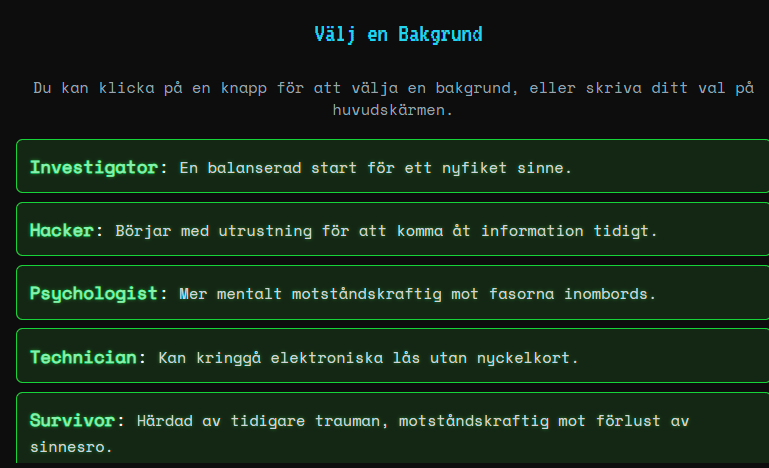 Välj en Bakgrund
Du kan klicka på en knapp för att välja en bakgrund, eller skriva ditt val på
huvudskärmen.
Investigator: En balanserad start för ett nyfiket sinne.
Hacker: Börjar med utrustning för att komma åt information tidigt.
Psychologist: Mer mentalt motståndskraftig mot fasorna inombords.
Technician: Kan kringgå elektroniska lås utan nyckelkort.
Survivor: Härdad av tidigare trauman, motståndskraftig mot förlust av
sinnesro.